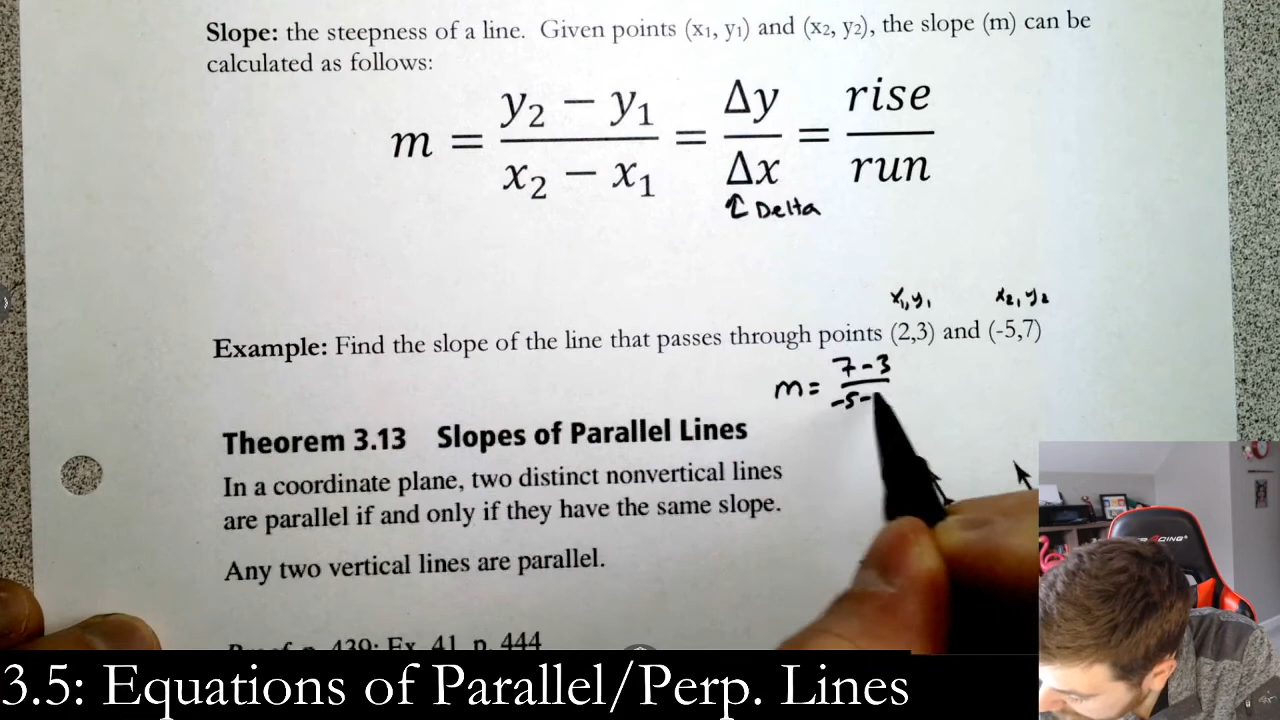 Slope: the steepness of a line. Given points (x₁, y₁) and (x₂, y₂), the slope (m) can be
calculated as follows:
m = y₂ − y₁ / x₂ − x₁ = Δy / Δx = rise / run
Delta
x₁, y₁ x₂, y₂
Example: Find the slope of the line that passes through points (2,3) and (-5,7)
m = 7-3 / -5-
Theorem 3.13 Slopes of Parallel Lines
In a coordinate plane, two distinct nonvertical lines
are parallel if and only if they have the same slope.
Any two vertical lines are parallel.
439; Ex. 41, p. 444
3.5: Equations of Parallel/Perp. Lines